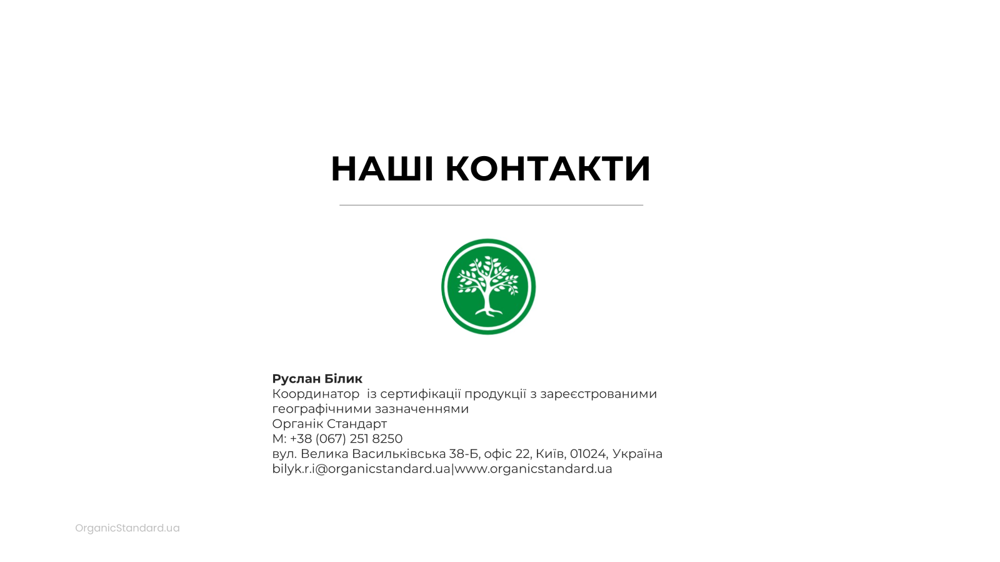 НАШІ КОНТАКТИ
Руслан Білик
Координатор  із сертифікації продукції з зареєстрованими
географічними зазначеннями
Органік Стандарт
М: +38 (067) 251 8250
вул. Велика Васильківська 38-Б, офіс 22, Київ, 01024, Україна
bilyk.r.i@organicstandard.ua|www.organicstandard.ua
OrganicStandard.ua